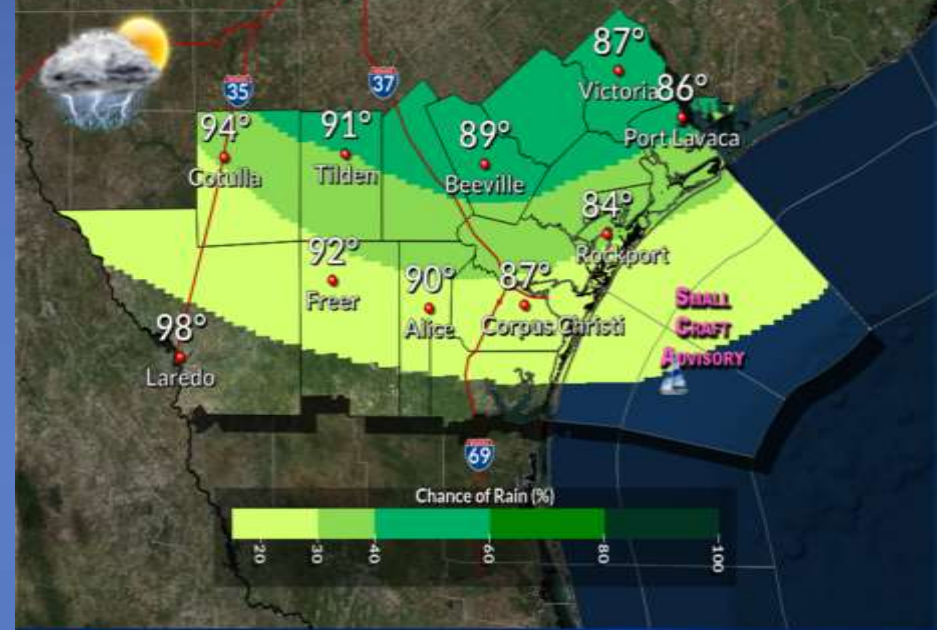 87°
Victoria
86°
Port Lavaca
35
37
94°
Cotulla
91°
Tilden
89°
Beeville
84°
Rockport
92°
Freer
90°
Alice
87°
Corpus Christi
98°
Laredo
SMALL
CRAFT
ADVISORY
69
Chance of Rain (%)
20 30 40 60 80 100